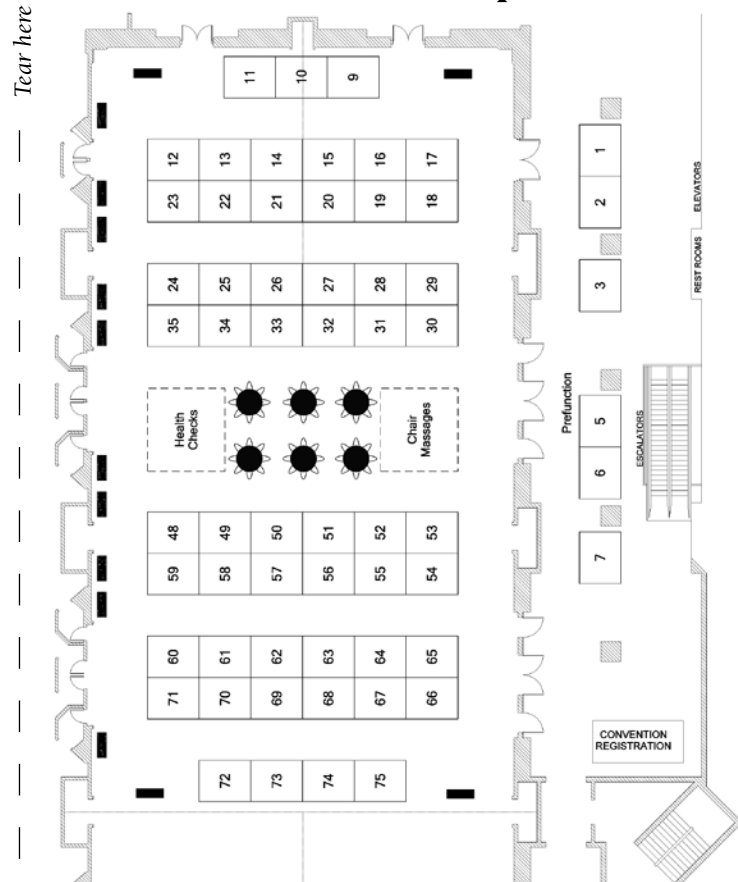 Tear here
11 10 9
12 13 14 15 16 17
23 22 21 20 19 18
1
2
ELEVATORS
24 25 26 27 28 29
35 34 33 32 31 30
3
REST ROOMS
Health
Checks
Chair
Massages
Prefunction
5
6
ESCALATORS
48 49 50 51 52 53
59 58 57 56 55 54
7
60 61 62 63 64 65
71 70 69 68 67 66
CONVENTION
REGISTRATION
72 73 74 75